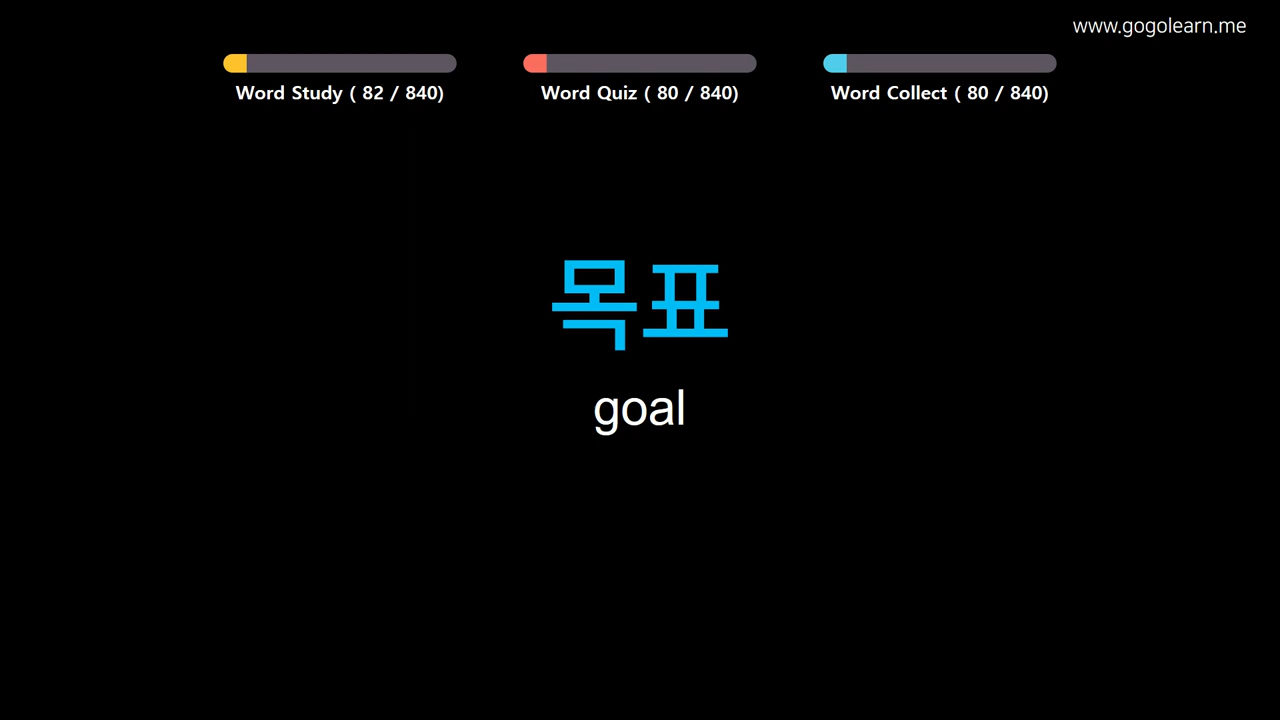 www.gogolearn.me
Word Study ( 82 / 840)
Word Quiz ( 80 / 840)
Word Collect ( 80 / 840)
목표
goal